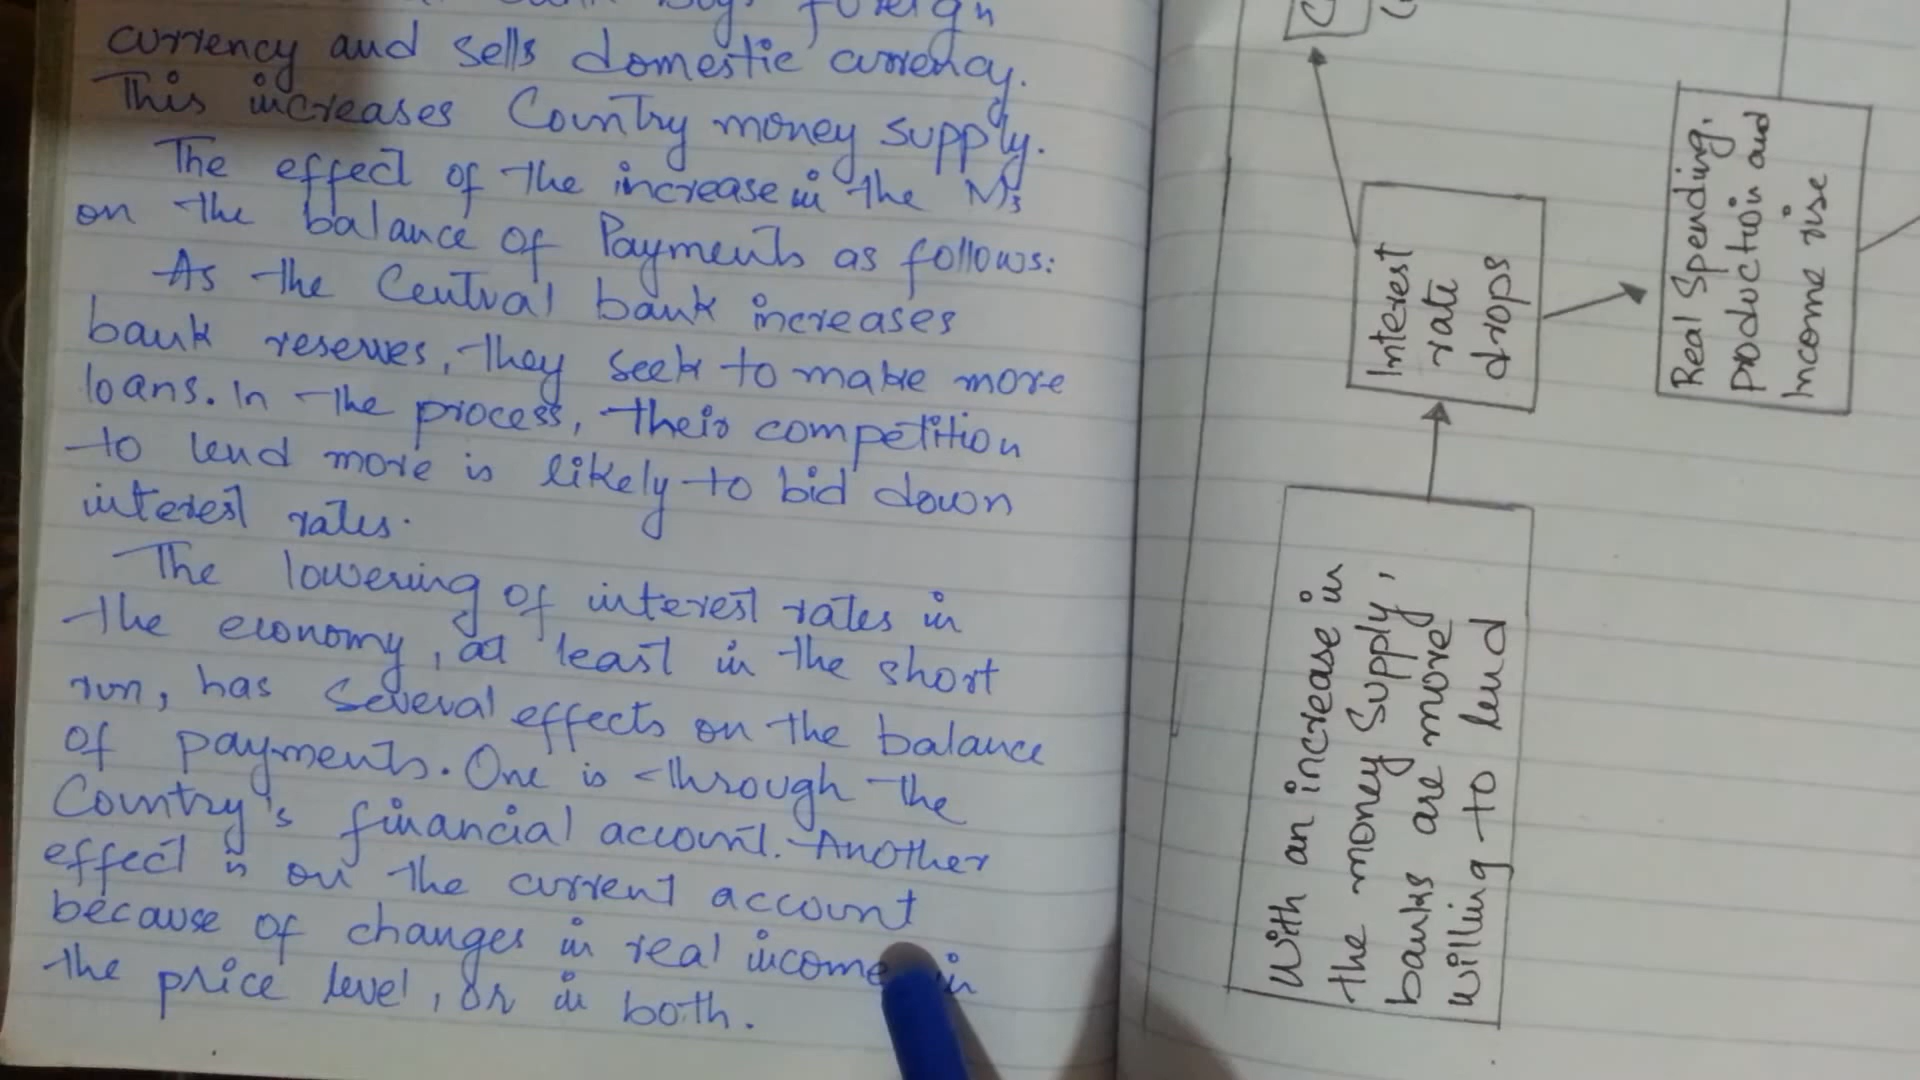 foreign
currency and sells domestic currency.
This increases Country money supply.
The effect of the increase in the Ms
on the balance of Payments as follows:
As the Central bank increases
bank reserves, they seek to make more
loans. In the process, their competition
to lend more is likely to bid down
interest rates.
The lowering of interest rates in
the economy, at least in the short
run, has several effects on the balance
of payments. One is through the
Country's financial account. Another
effect is on the current account
because of changes in real income, in
the price level, or in both.
With an increase in
the money Supply,
banks are more
willing to lend
Interest
rate
drops
Real Spending,
production and
Income rise